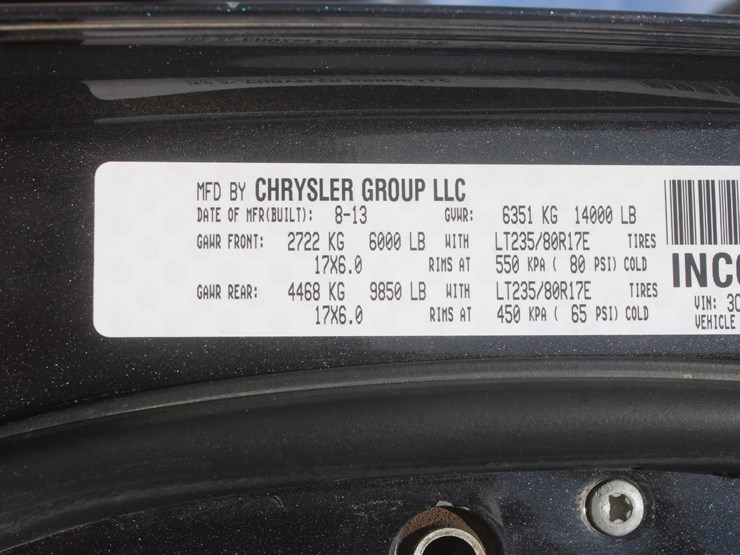 MFD BY CHRYSLER GROUP LLC
DATE OF MFR(BUILT): 8-13 GVWR: 6351 KG 14000 LB
GAWR FRONT: 2722 KG 6000 LB WITH LT235/80R17E TIRES
17X6.0 RIMS AT 550 KPA ( 80 PSI) COLD
INC
GAWR REAR: 4468 KG 9850 LB WITH LT235/80R17E TIRES
VIN: 3C
17X6.0 RIMS AT 450 KPA ( 65 PSI) COLD
VEHICLE